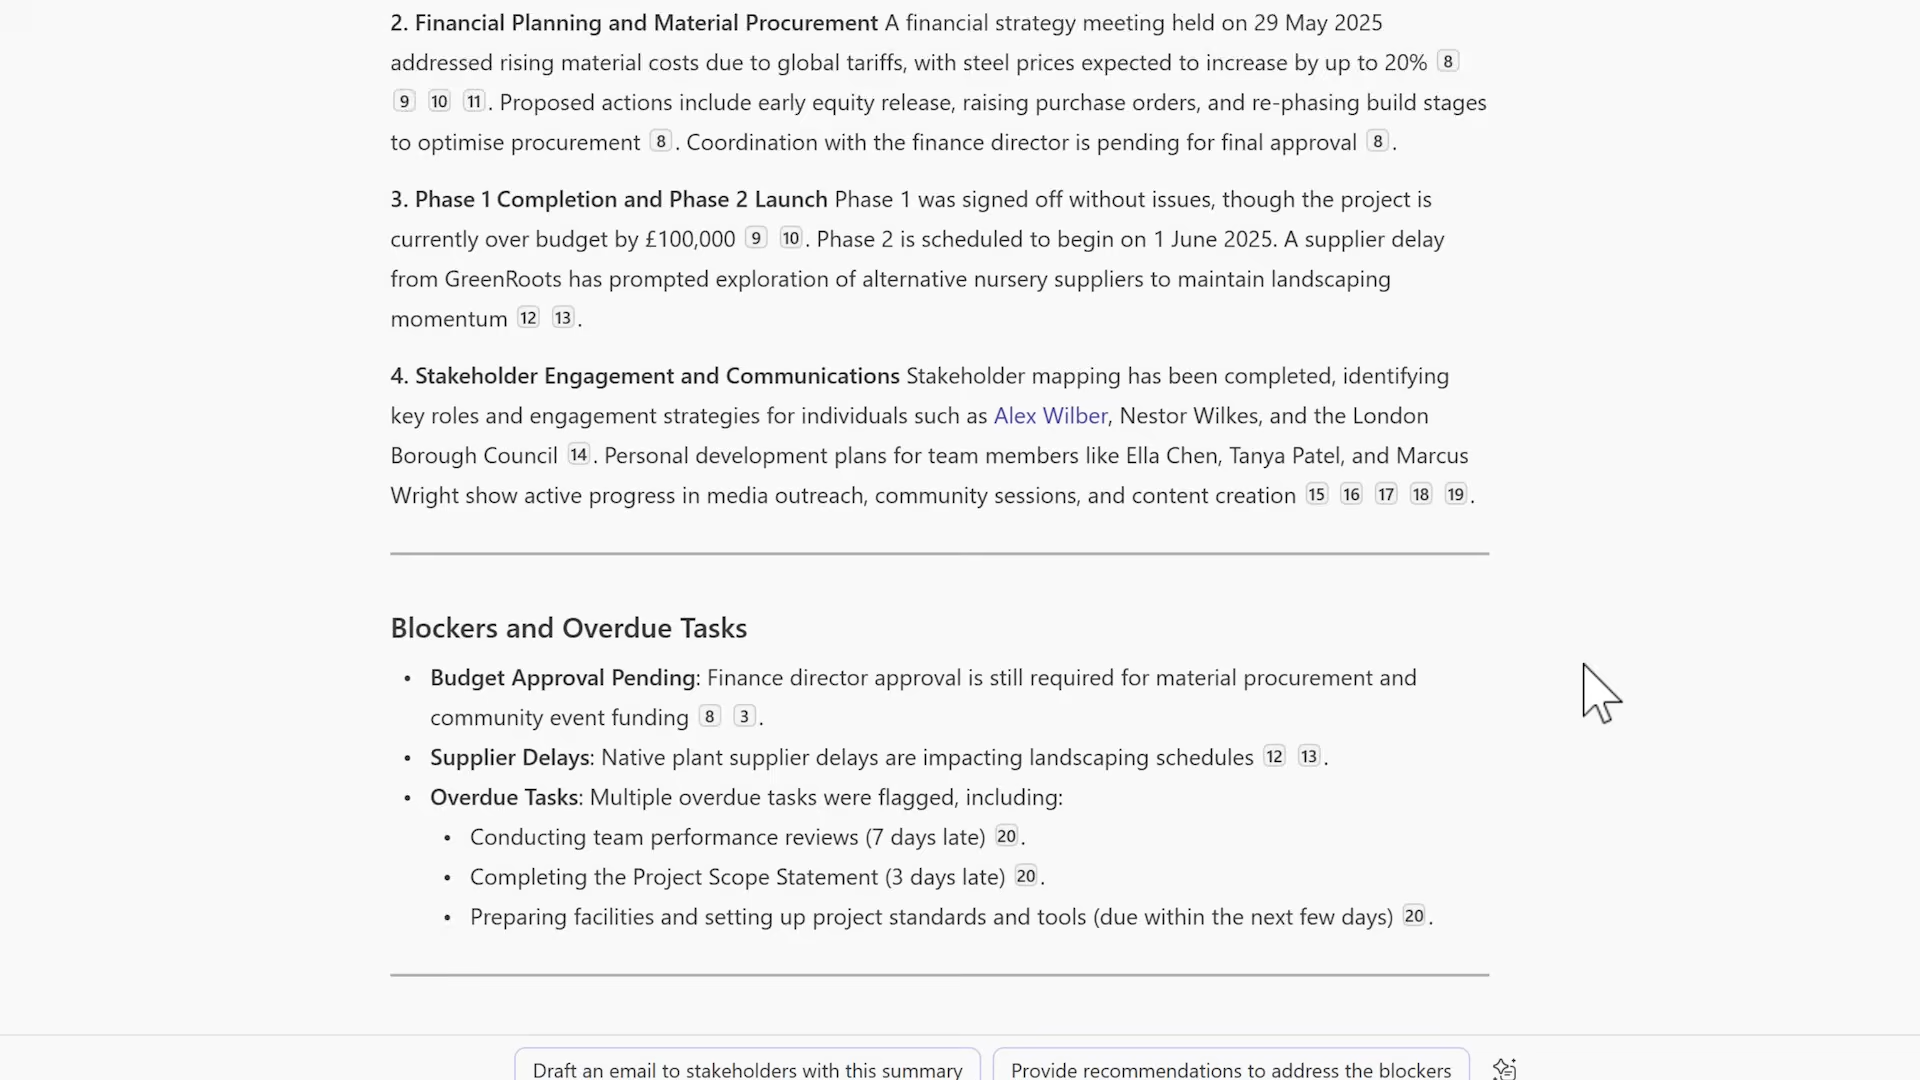 2. Financial Planning and Material Procurement A financial strategy meeting held on 29 May 2025
addressed rising material costs due to global tariffs, with steel prices expected to increase by up to 20% 8
9 10 11. Proposed actions include early equity release, raising purchase orders, and re-phasing build stages
to optimise procurement 8. Coordination with the finance director is pending for final approval 8.
3. Phase 1 Completion and Phase 2 Launch Phase 1 was signed off without issues, though the project is
currently over budget by £100,000 9 10. Phase 2 is scheduled to begin on 1 June 2025. A supplier delay
from GreenRoots has prompted exploration of alternative nursery suppliers to maintain landscaping
momentum 12 13.
4. Stakeholder Engagement and Communications Stakeholder mapping has been completed, identifying
key roles and engagement strategies for individuals such as Alex Wilber, Nestor Wilkes, and the London
Borough Council 14. Personal development plans for team members like Ella Chen, Tanya Patel, and Marcus
Wright show active progress in media outreach, community sessions, and content creation 15 16 17 18 19.
Blockers and Overdue Tasks
• Budget Approval Pending: Finance director approval is still required for material procurement and
community event funding 8 3.
• Supplier Delays: Native plant supplier delays are impacting landscaping schedules 12 13.
• Overdue Tasks: Multiple overdue tasks were flagged, including:
• Conducting team performance reviews (7 days late) 20.
• Completing the Project Scope Statement (3 days late) 20.
• Preparing facilities and setting up project standards and tools (due within the next few days) 20.
Draft an email to stakeholders with this summary Provide recommendations to address the blockers